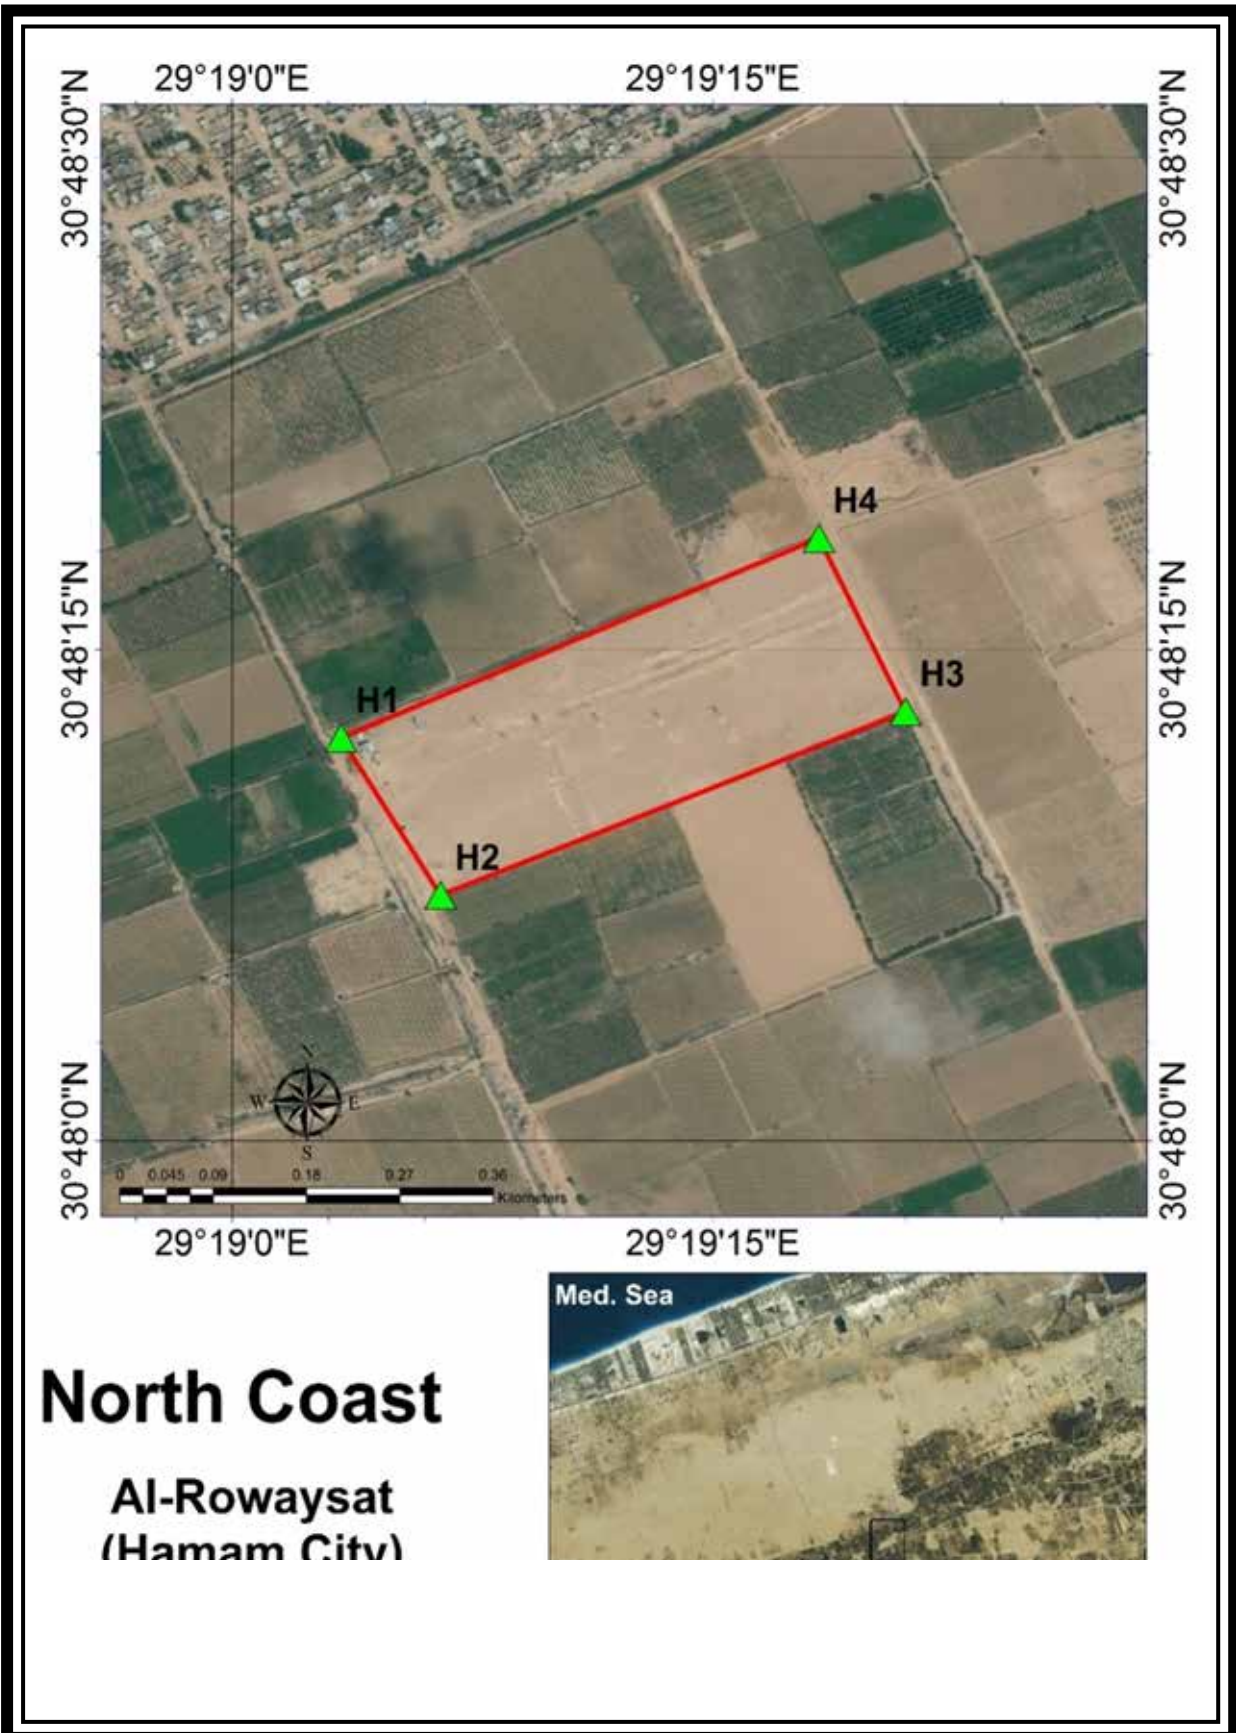 29°19'0"E 29°19'15"E
30°48'30"N 30°48'30"N
H4
30°48'15"N 30°48'15"N
H3
H1
H2
N
W E
S
30°48'0"N 30°48'0"N
0 0.045 0.09 0.18 0.27 0.36
Kilometers
29°19'0"E 29°19'15"E
Med. Sea
North Coast
Al-Rowaysat
(Hamam City)